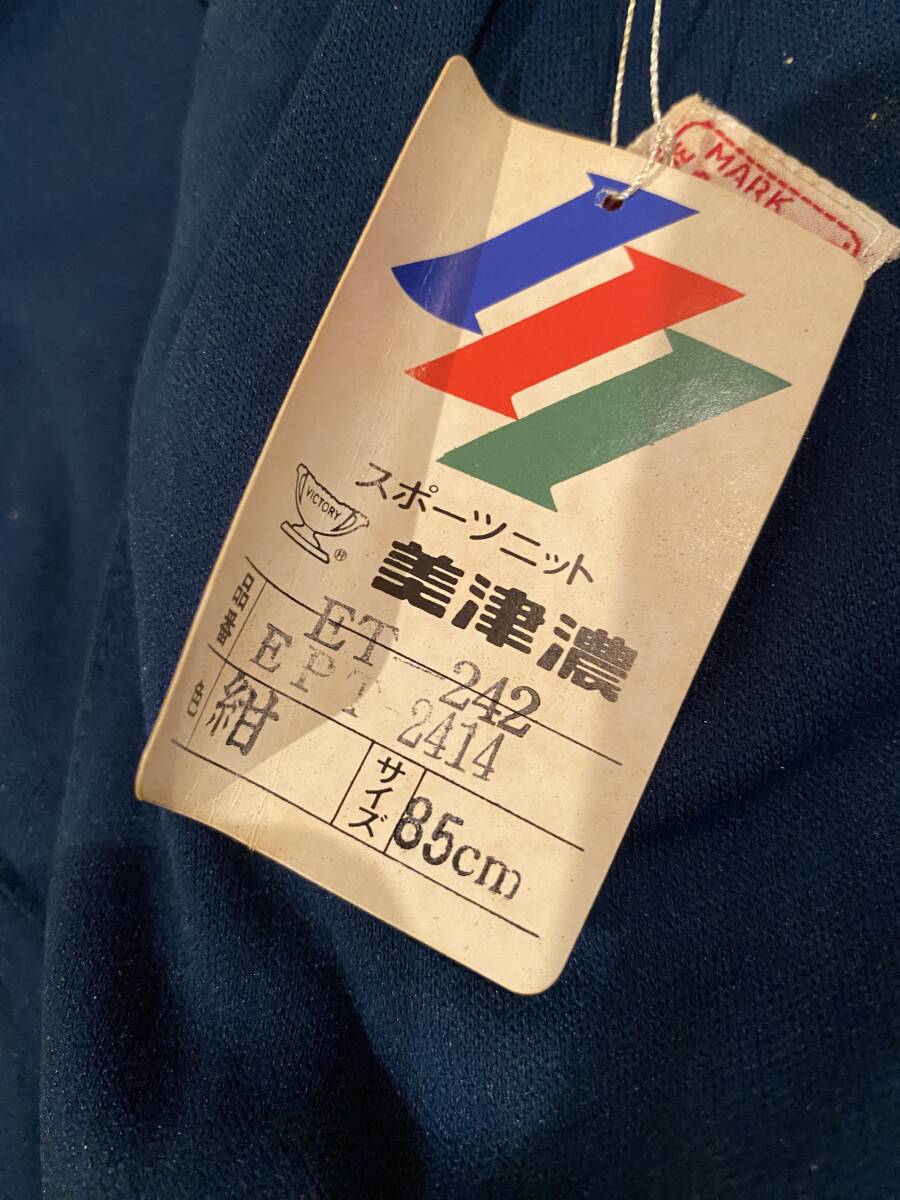 MARK
スポーツニット
VICTORY
®
美津濃
品番
ET-242
EPT-2414
色
紺
サイズ
85cm